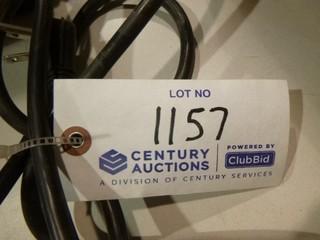 LOT NO
1157
CENTURY AUCTIONS
POWERED BY
ClubBid
A DIVISION OF CENTURY SERVICES